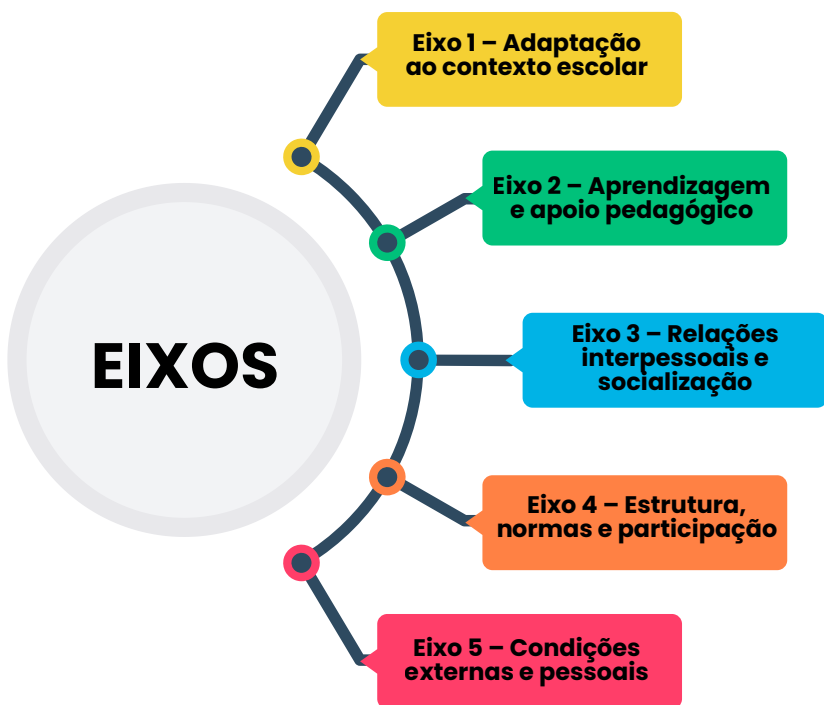 Eixo 1 – Adaptação
ao contexto escolar
Eixo 2 – Aprendizagem
e apoio pedagógico
EIXOS
Eixo 3 – Relações
interpessoais e
socialização
Eixo 4 – Estrutura,
normas e participação
Eixo 5 – Condições
externas e pessoais